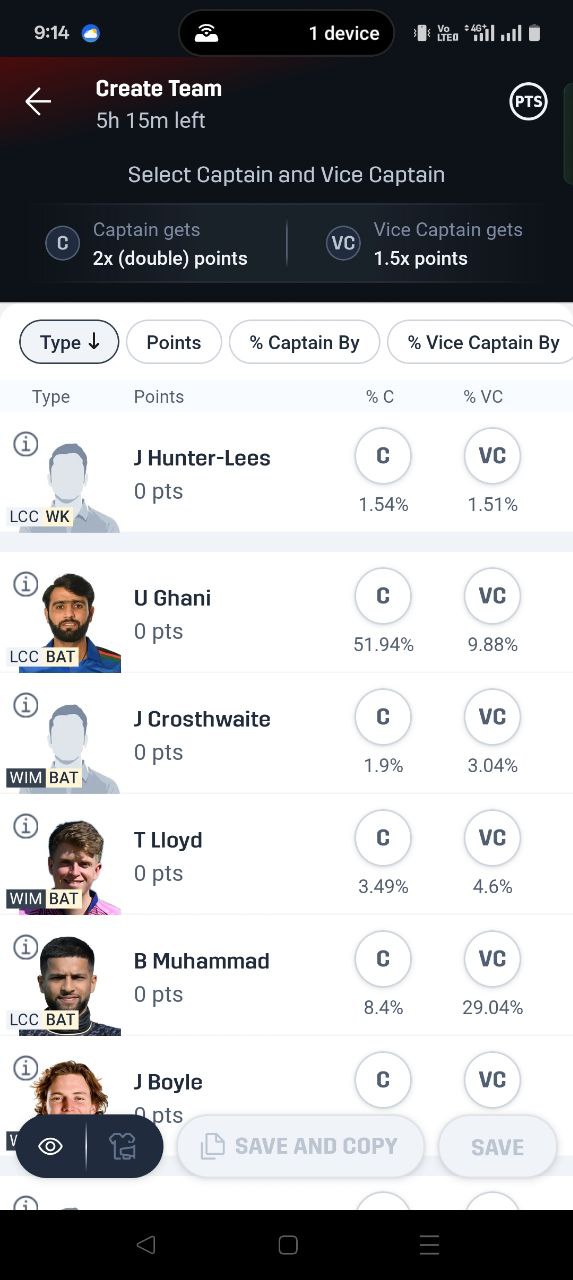 9:14
1 device
Vo LTE
4G+
Create Team
5h 15m left
PTS
Select Captain and Vice Captain
C
Captain gets
2x (double) points
VC
Vice Captain gets
1.5x points
Type ↓
Points
% Captain By
% Vice Captain By
Type
Points
% C
% VC
J Hunter-Lees
0 pts
LCC WK
C
1.54%
VC
1.51%
U Ghani
0 pts
LCC BAT
C
51.94%
VC
9.88%
J Crosthwaite
0 pts
WIM BAT
C
1.9%
VC
3.04%
T Lloyd
0 pts
WIM BAT
C
3.49%
VC
4.6%
B Muhammad
0 pts
LCC BAT
C
8.4%
VC
29.04%
J Boyle
0 pts
C
VC
SAVE AND COPY
SAVE